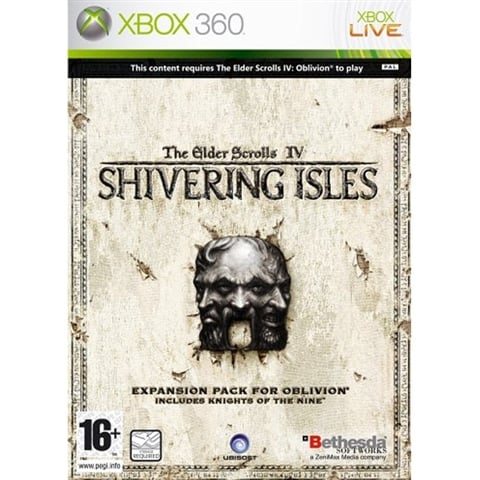 XBOX 360
XBOX
LIVE
This content requires The Elder Scrolls IV: Oblivion® to play
PAL
The Elder Scrolls IV
SHIVERING ISLES
EXPANSION PACK FOR OBLIVION®
INCLUDES KNIGHTS OF THE NINE
16+
www.pegi.info
UBISOFT
Bethesda
SOFTWORKS
a ZeniMax Media company